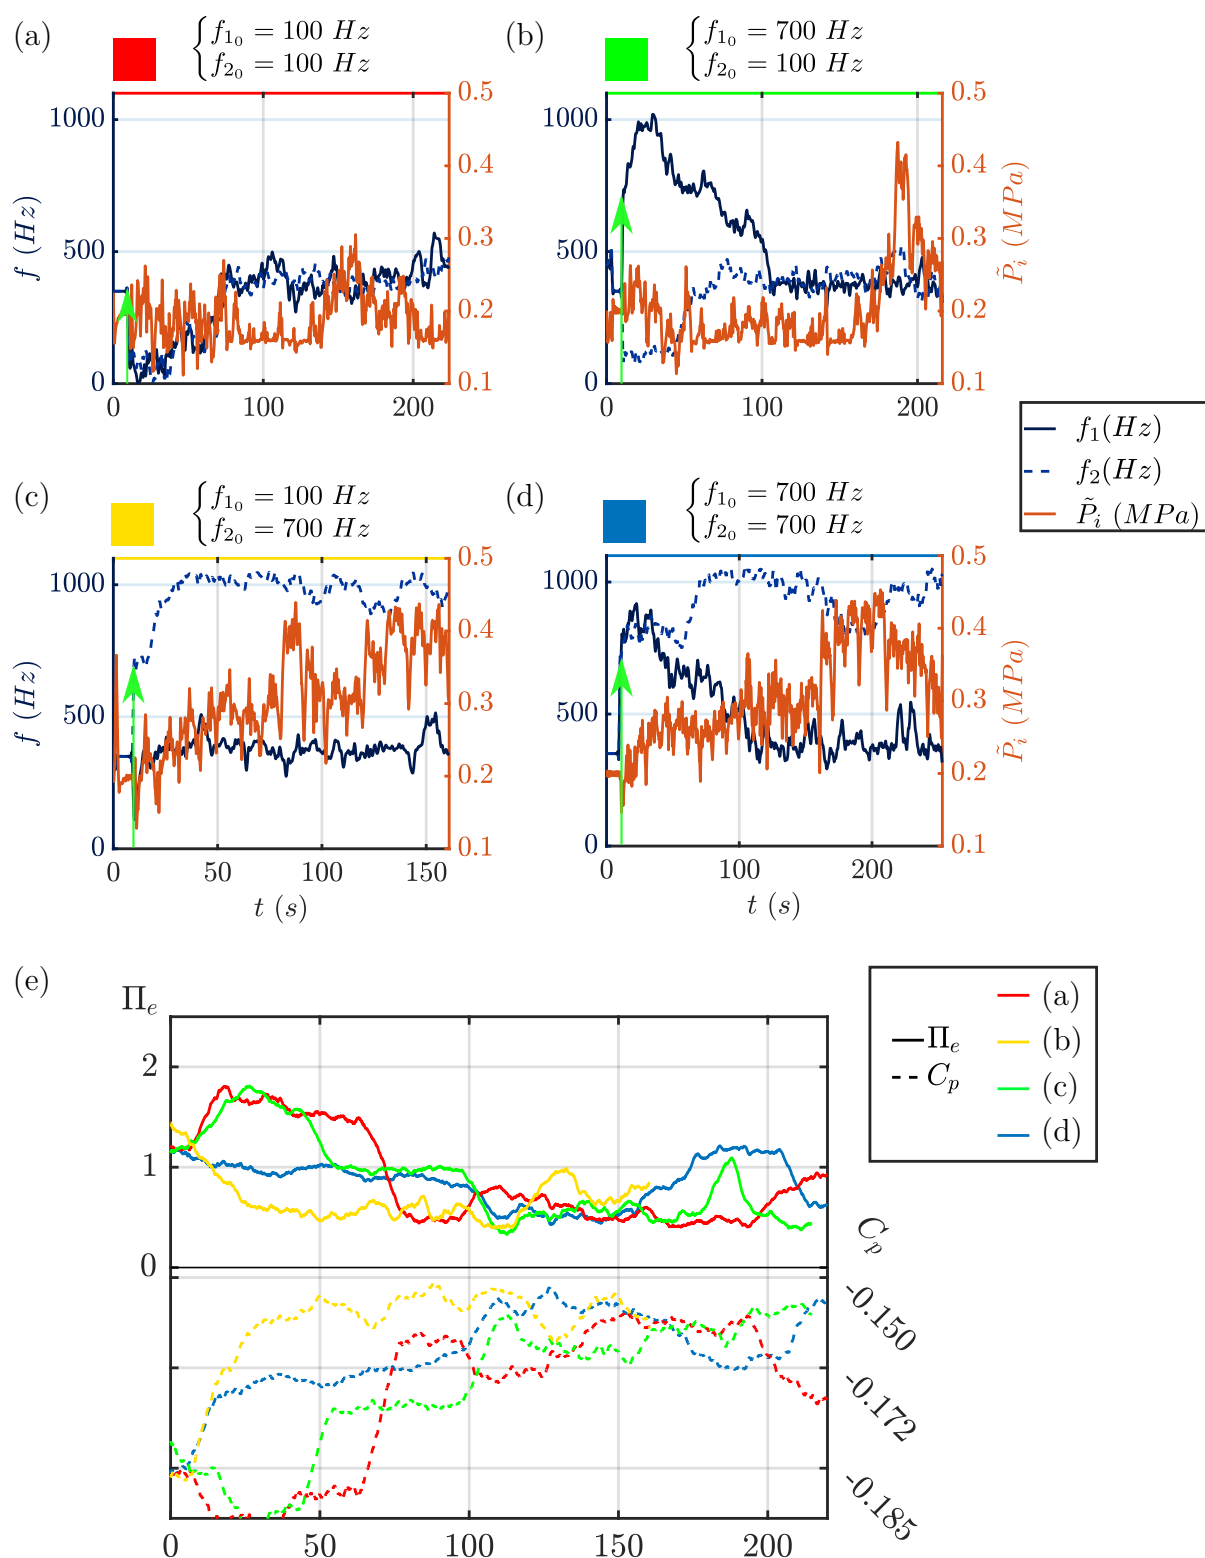 (a) f₁₀ = 100 Hz
f₂₀ = 100 Hz
(b) f₁₀ = 700 Hz
f₂₀ = 100 Hz
1000
500
0
f (Hz)
0.5
0.4
0.3
0.2
0.1
0 100 200
1000
500
0
0.5
0.4
0.3
0.2
0.1
P̃ᵢ (MPa)
0 100 200
f₁(Hz)
f₂(Hz)
P̃ᵢ (MPa)
(c) f₁₀ = 100 Hz
f₂₀ = 700 Hz
(d) f₁₀ = 700 Hz
f₂₀ = 700 Hz
1000
500
0
f (Hz)
0.5
0.4
0.3
0.2
0.1
0 50 100 150
t (s)
1000
500
0
0.5
0.4
0.3
0.2
0.1
P̃ᵢ (MPa)
0 100 200
t (s)
(e)
Πₑ
2
1
0
Cₚ
-0.150
-0.172
-0.185
0 50 100 150 200
Πₑ
Cₚ
(a)
(b)
(c)
(d)